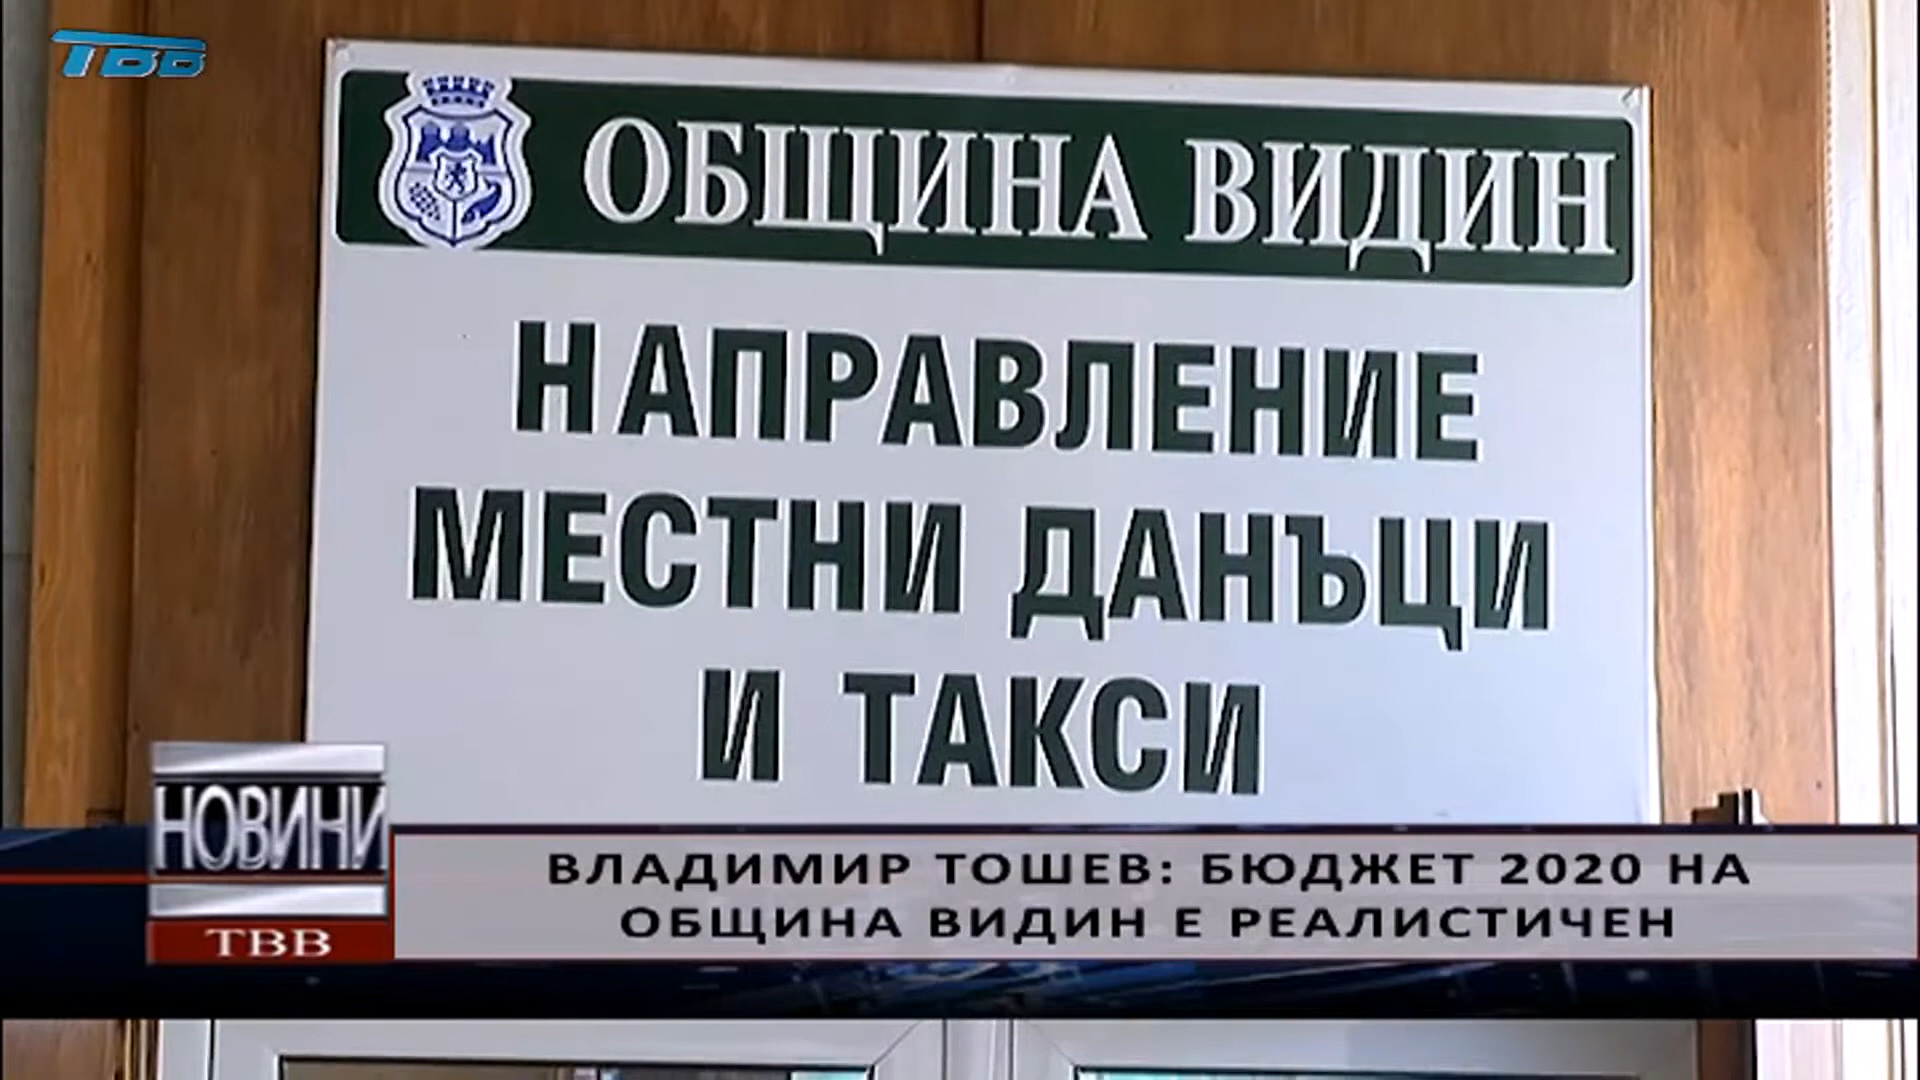 ТВВ
ОБЩИНА ВИДИН
НАПРАВЛЕНИЕ
МЕСТНИ ДАНЪЦИ
И ТАКСИ
НОВИНИ
ТВВ
ВЛАДИМИР ТОШЕВ: БЮДЖЕТ 2020 НА
ОБЩИНА ВИДИН Е РЕАЛИСТИЧЕН